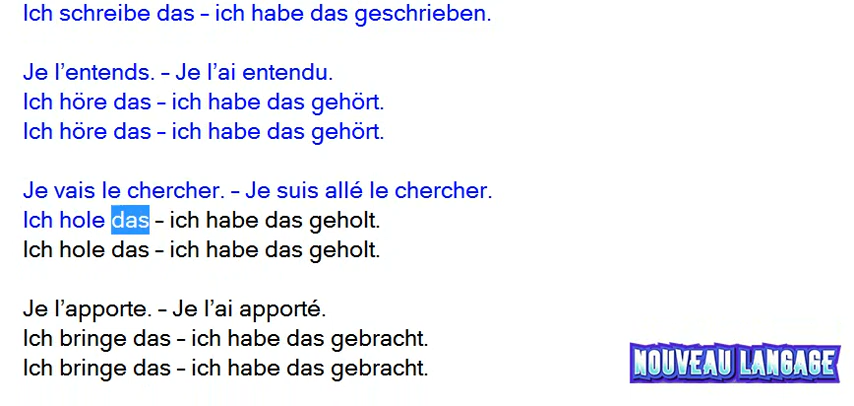 Ich schreibe das – ich habe das geschrieben.
Je l'entends. – Je l'ai entendu.
Ich höre das – ich habe das gehört.
Ich höre das – ich habe das gehört.
Je vais le chercher. – Je suis allé le chercher.
Ich hole das – ich habe das geholt.
Ich hole das – ich habe das geholt.
Je l'apporte. – Je l'ai apporté.
Ich bringe das – ich habe das gebracht.
Ich bringe das – ich habe das gebracht.
NOUVEAU LANGAGE